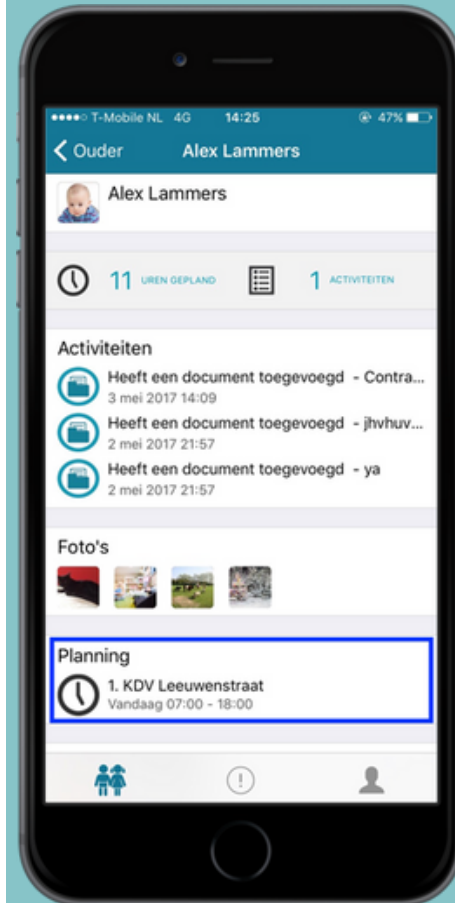 T-Mobile NL 4G 14:25 47%
Ouder Alex Lammers
Alex Lammers
11 UREN GEPLAND 1 ACTIVITEITEN
Activiteiten
Heeft een document toegevoegd - Contra...
3 mei 2017 14:09
Heeft een document toegevoegd - jhvhuv...
2 mei 2017 21:57
Heeft een document toegevoegd - ya
2 mei 2017 21:57
Foto's
Planning
1. KDV Leeuwenstraat
Vandaag 07:00 - 18:00